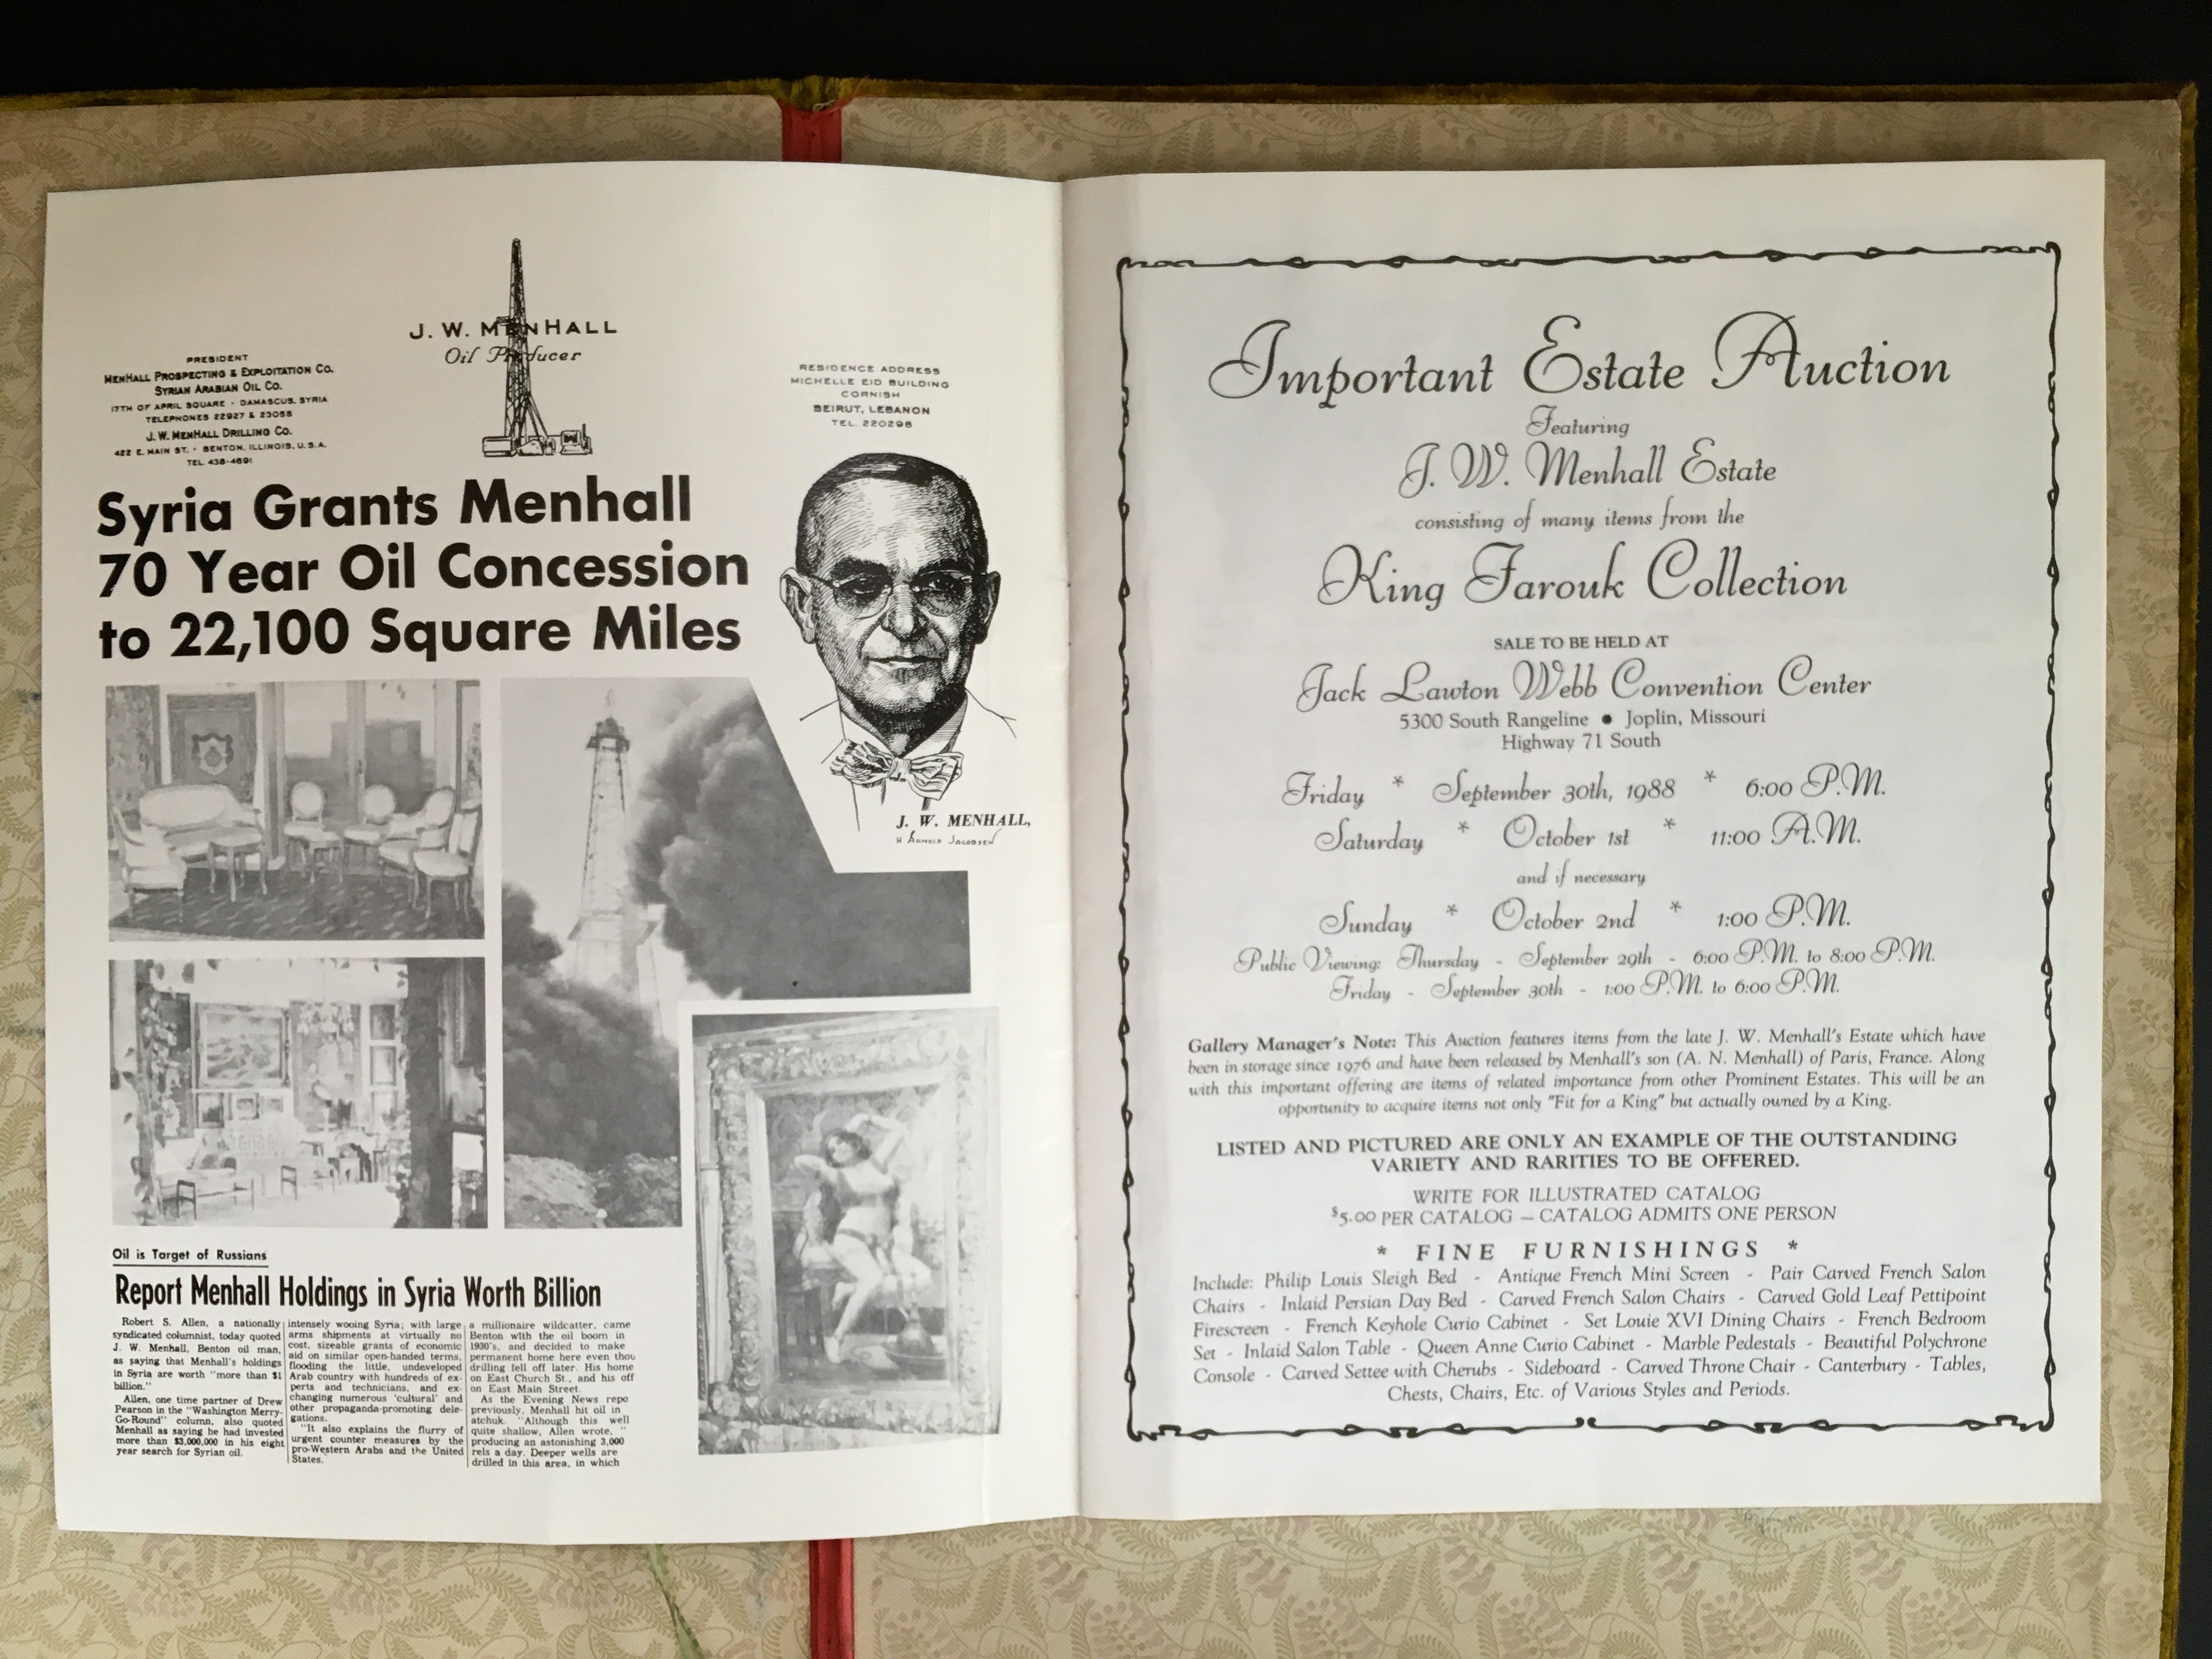 J. W. MENHALL
Oil Producer
PRESIDENT
MENHALL PROSPECTING & EXPLOITATION CO.
SYRIAN ARABIAN OIL CO.
17TH OF APRIL SQUARE · DAMASCUS, SYRIA
TELEPHONES 22927 & 23055
J. W. MENHALL DRILLING CO.
422 E. MAIN ST. · BENTON, ILLINOIS, U.S.A.
TEL. 438-4691
RESIDENCE ADDRESS
MICHELLE EID BUILDING
CORNISH
BEIRUT, LEBANON
TEL. 220298
Syria Grants Menhall
70 Year Oil Concession
to 22,100 Square Miles
J. W. MENHALL,
H ARNOLD JACOBSEN
Oil is Target of Russians
Report Menhall Holdings in Syria Worth Billion
Robert S. Allen, a nationally
syndicated columnist, today quoted
J. W. Menhall, Benton oil man,
as saying that Menhall's holdings
in Syria are worth "more than $1
billion."
Allen, one time partner of Drew
Pearson in the "Washington Merry-
Go-Round" column, also quoted
Menhall as saying he had invested
more than $3,000,000 in his eight
year search for Syrian oil.
intensely wooing Syria; with large
arms shipments at virtually no
cost, sizeable grants of economic
aid on similar open-handed terms,
flooding the little, undeveloped
Arab country with hundreds of ex-
perts and technicians, and ex-
changing numerous 'cultural' and
other propaganda-promoting dele-
gations.
"It also explains the flurry of
urgent counter measures by the
pro-Western Arabs and the United
States.
a millionaire wildcatter, came
Benton with the oil boom in
1930's, and decided to make
permanent home here even thou
drilling fell off later. His home
on East Church St., and his off
on East Main Street.
As the Evening News repo
previously, Menhall hit oil in
atchuk. "Although this well
quite shallow, Allen wrote, "
producing an astonishing 3,000
rels a day. Deeper wells are
drilled in this area, in which
Important Estate Auction
Featuring
J. W. Menhall Estate
consisting of many items from the
King Farouk Collection
SALE TO BE HELD AT
Jack Lawton Webb Convention Center
5300 South Rangeline ● Joplin, Missouri
Highway 71 South
Friday * September 30th, 1988 * 6:00 P.M.
Saturday * October 1st * 11:00 A.M.
and if necessary
Sunday * October 2nd * 1:00 P.M.
Public Viewing: Thursday - September 29th - 6:00 P.M. to 8:00 P.M.
Friday - September 30th - 1:00 P.M. to 6:00 P.M.
Gallery Manager's Note: This Auction features items from the late J. W. Menhall's Estate which have
been in storage since 1976 and have been released by Menhall's son (A. N. Menhall) of Paris, France. Along
with this important offering are items of related importance from other Prominent Estates. This will be an
opportunity to acquire items not only "Fit for a King" but actually owned by a King.
LISTED AND PICTURED ARE ONLY AN EXAMPLE OF THE OUTSTANDING
VARIETY AND RARITIES TO BE OFFERED.
WRITE FOR ILLUSTRATED CATALOG
$5.00 PER CATALOG — CATALOG ADMITS ONE PERSON
* FINE FURNISHINGS *
Include: Philip Louis Sleigh Bed - Antique French Mini Screen - Pair Carved French Salon
Chairs - Inlaid Persian Day Bed - Carved French Salon Chairs - Carved Gold Leaf Pettipoint
Firescreen - French Keyhole Curio Cabinet - Set Louie XVI Dining Chairs - French Bedroom
Set - Inlaid Salon Table - Queen Anne Curio Cabinet - Marble Pedestals - Beautiful Polychrone
Console - Carved Settee with Cherubs - Sideboard - Carved Throne Chair - Canterbury - Tables,
Chests, Chairs, Etc. of Various Styles and Periods.